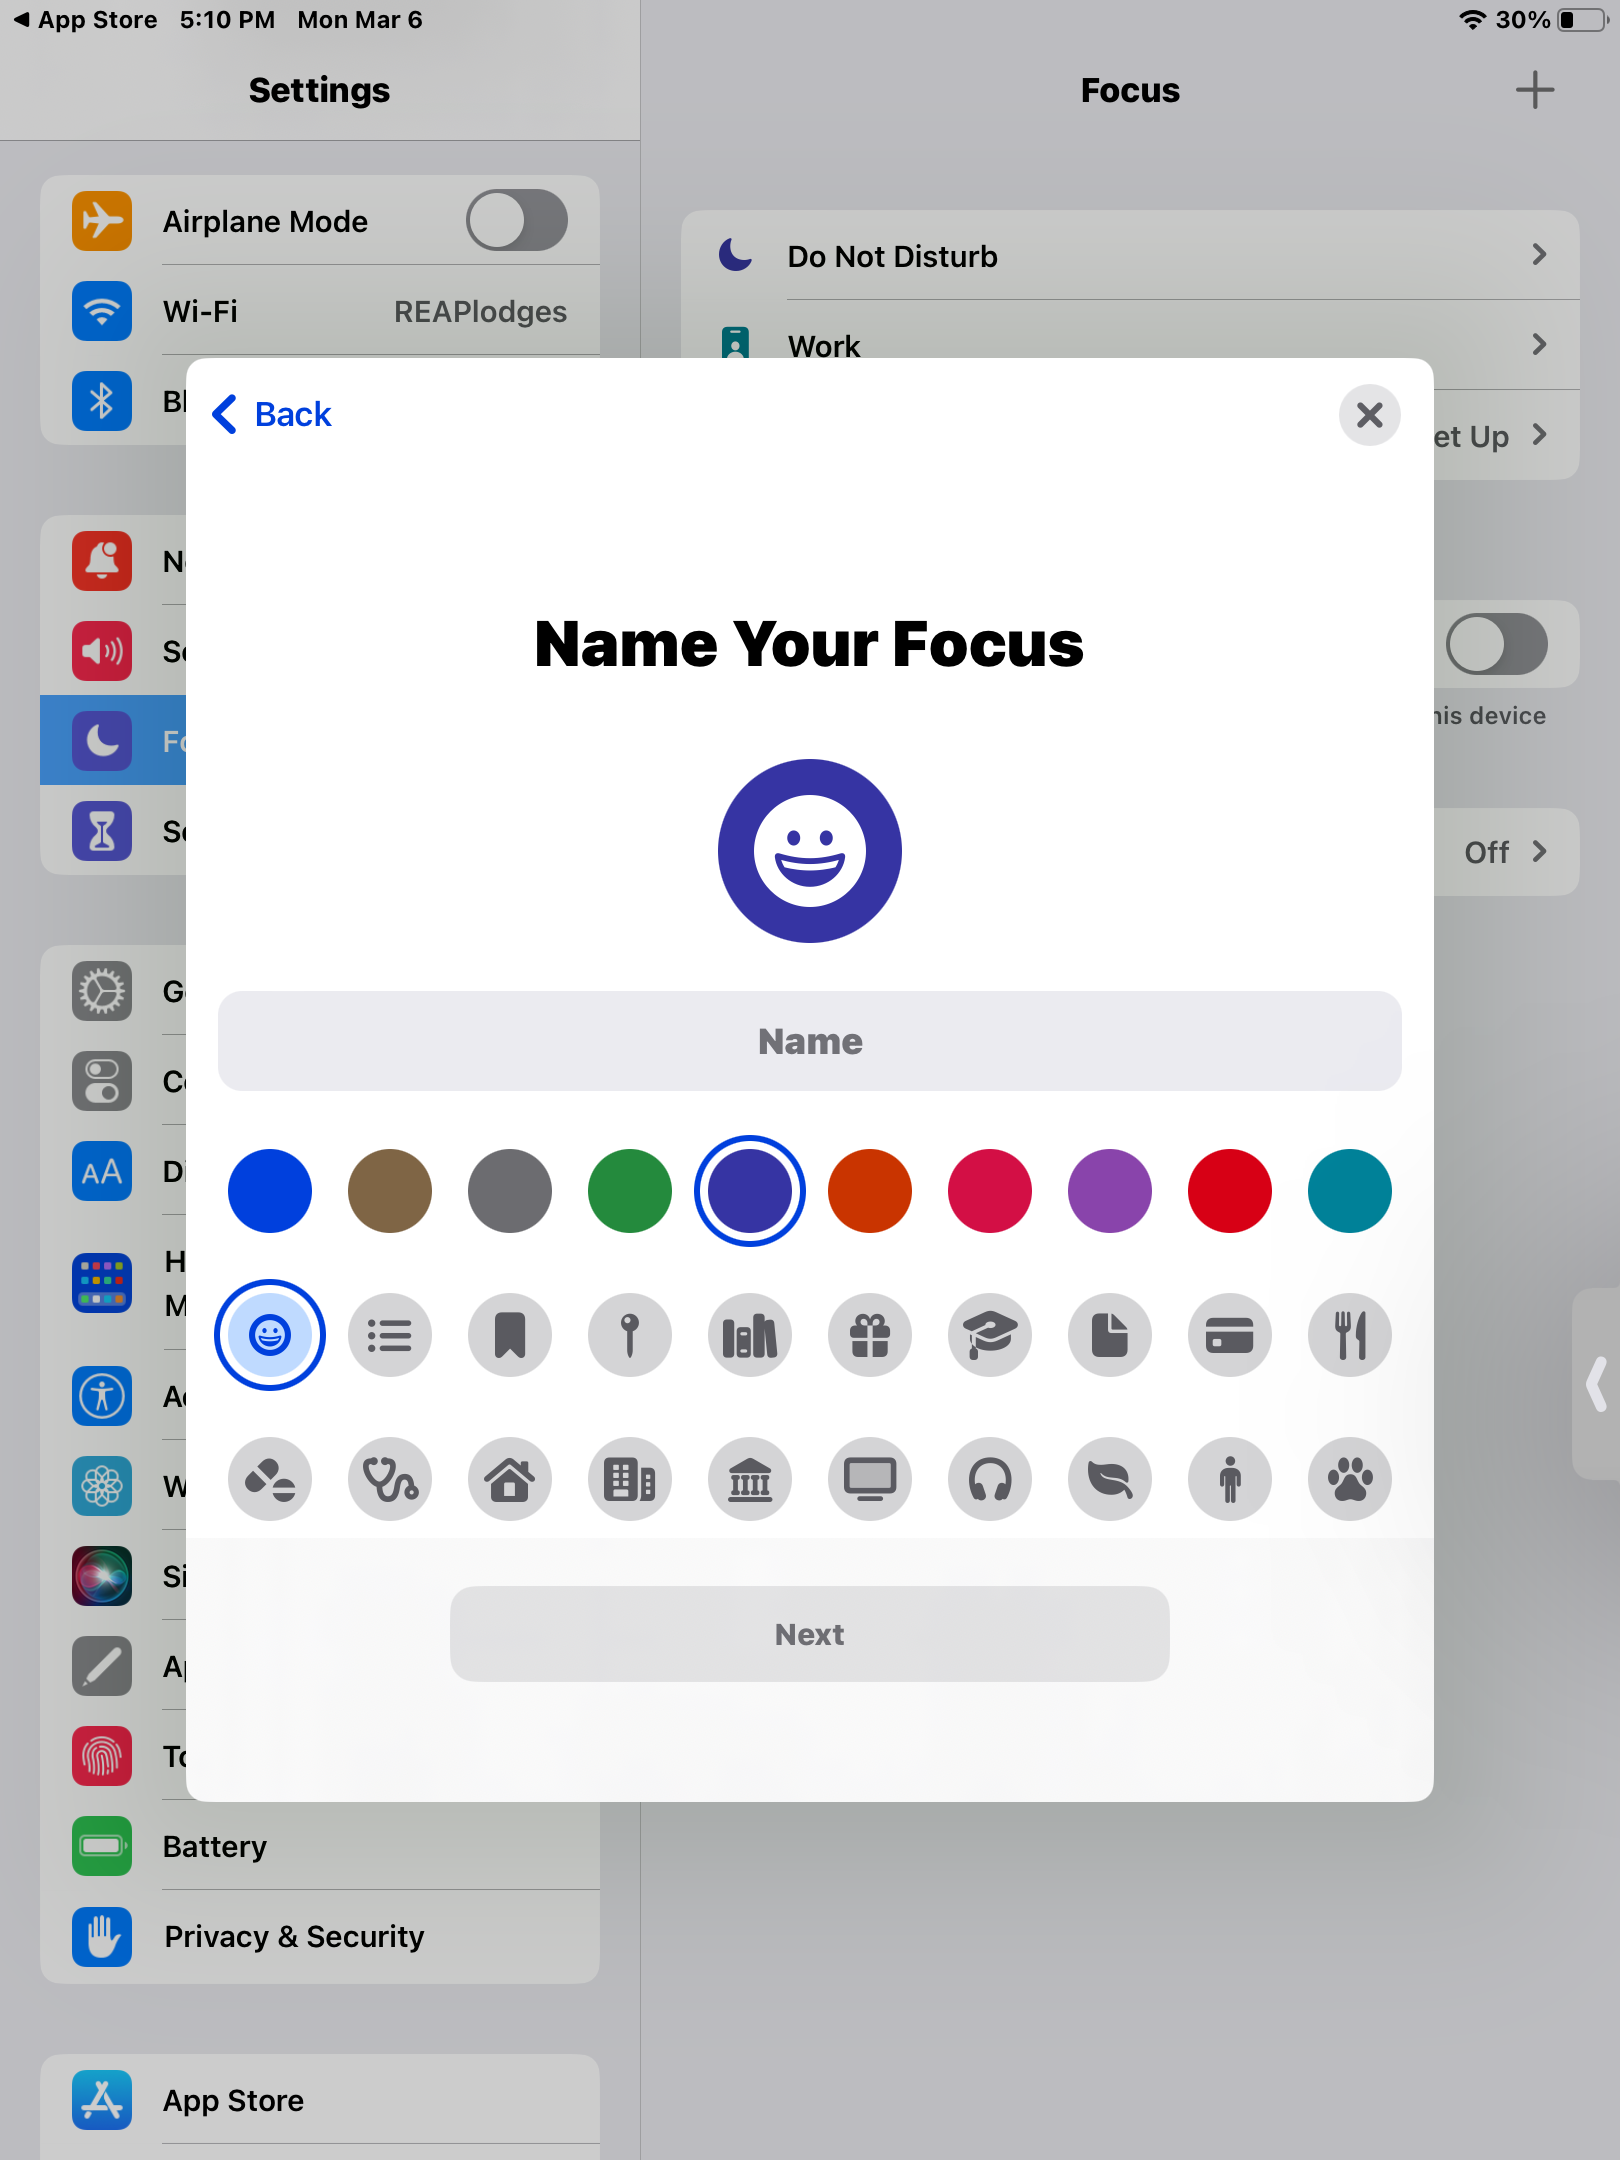 App Store 5:10 PM Mon Mar 6
30%
Settings
Airplane Mode
Wi-Fi REAPlodges
Battery
Privacy & Security
App Store
Focus
Do Not Disturb
Work
et Up
his device
Off
Back
Name Your Focus
Name
AA
Next